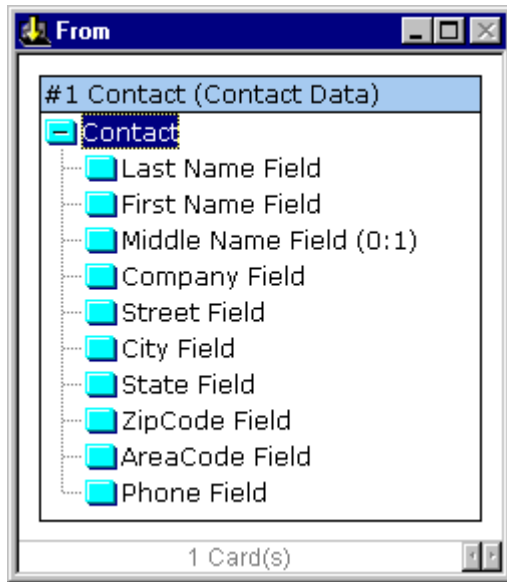 From
#1 Contact (Contact Data)
Contact
Last Name Field
First Name Field
Middle Name Field (0:1)
Company Field
Street Field
City Field
State Field
ZipCode Field
AreaCode Field
Phone Field
1 Card(s)